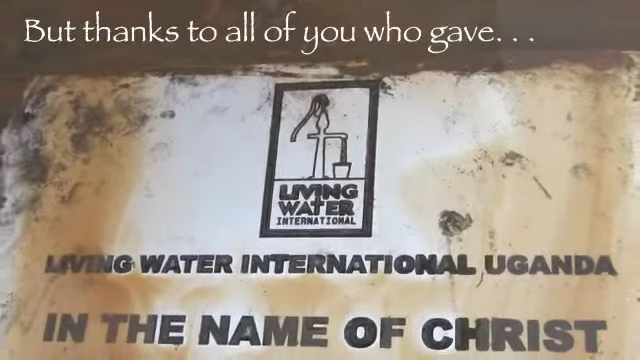 But thanks to all of you who gave. . .
LIVING
WATER
INTERNATIONAL
LIVING WATER INTERNATIONAL UGANDA
IN THE NAME OF CHRIST